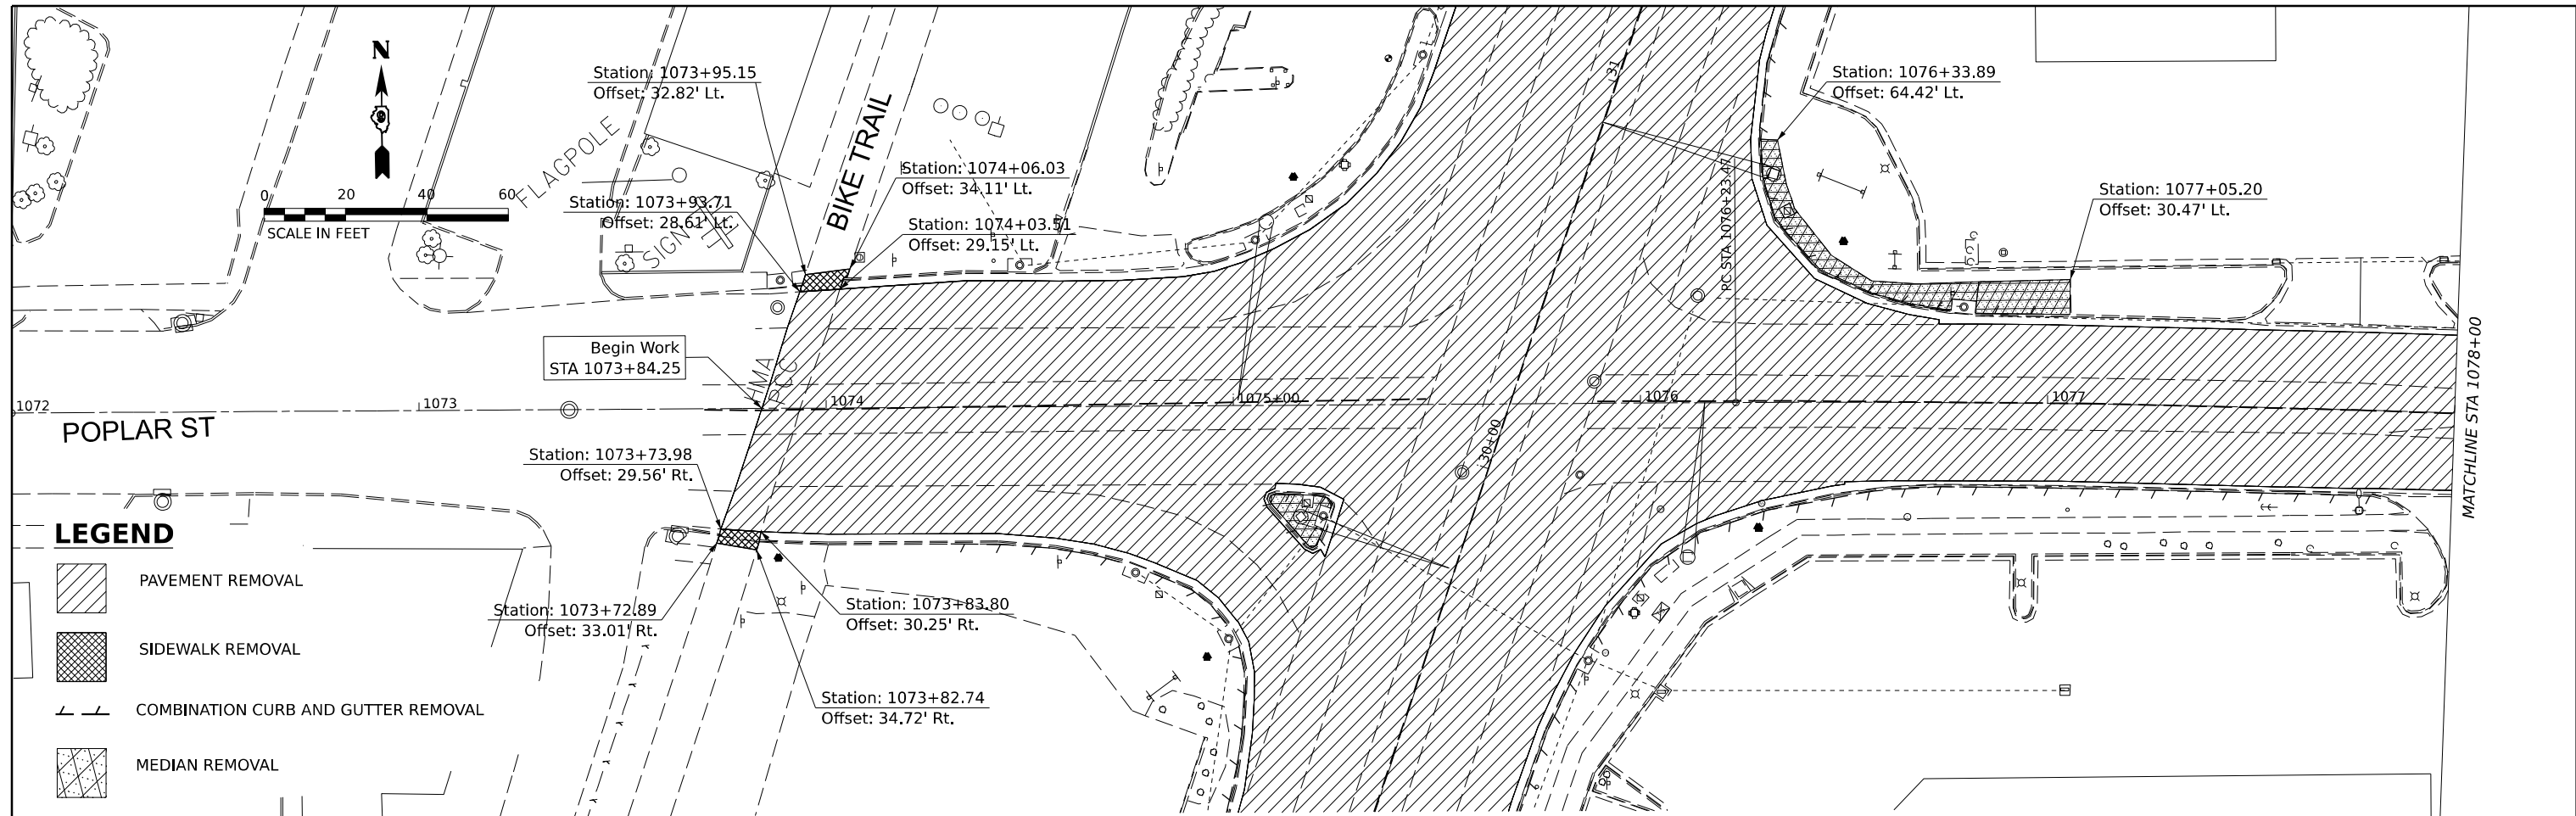 N
0 20 40 60
SCALE IN FEET
FLAGPOLE
SIGN
BIKE TRAIL
Station: 1073+95.15
Offset: 32.82' Lt.
Station: 1074+06.03
Offset: 34.11' Lt.
Station: 1073+93.71
Offset: 28.61' Lt.
Station: 1074+03.51
Offset: 29.15' Lt.
31
Station: 1076+33.89
Offset: 64.42' Lt.
PC STA 1076+23.47
Station: 1077+05.20
Offset: 30.47' Lt.
Begin Work
STA 1073+84.25
HMA
PCC
1072
1073
1074
1075+00
1076
1077
POPLAR ST
30+00
MATCHLINE STA 1078+00
Station: 1073+73.98
Offset: 29.56' Rt.
Station: 1073+72.89
Offset: 33.01' Rt.
Station: 1073+83.80
Offset: 30.25' Rt.
Station: 1073+82.74
Offset: 34.72' Rt.
LEGEND
PAVEMENT REMOVAL
SIDEWALK REMOVAL
COMBINATION CURB AND GUTTER REMOVAL
MEDIAN REMOVAL